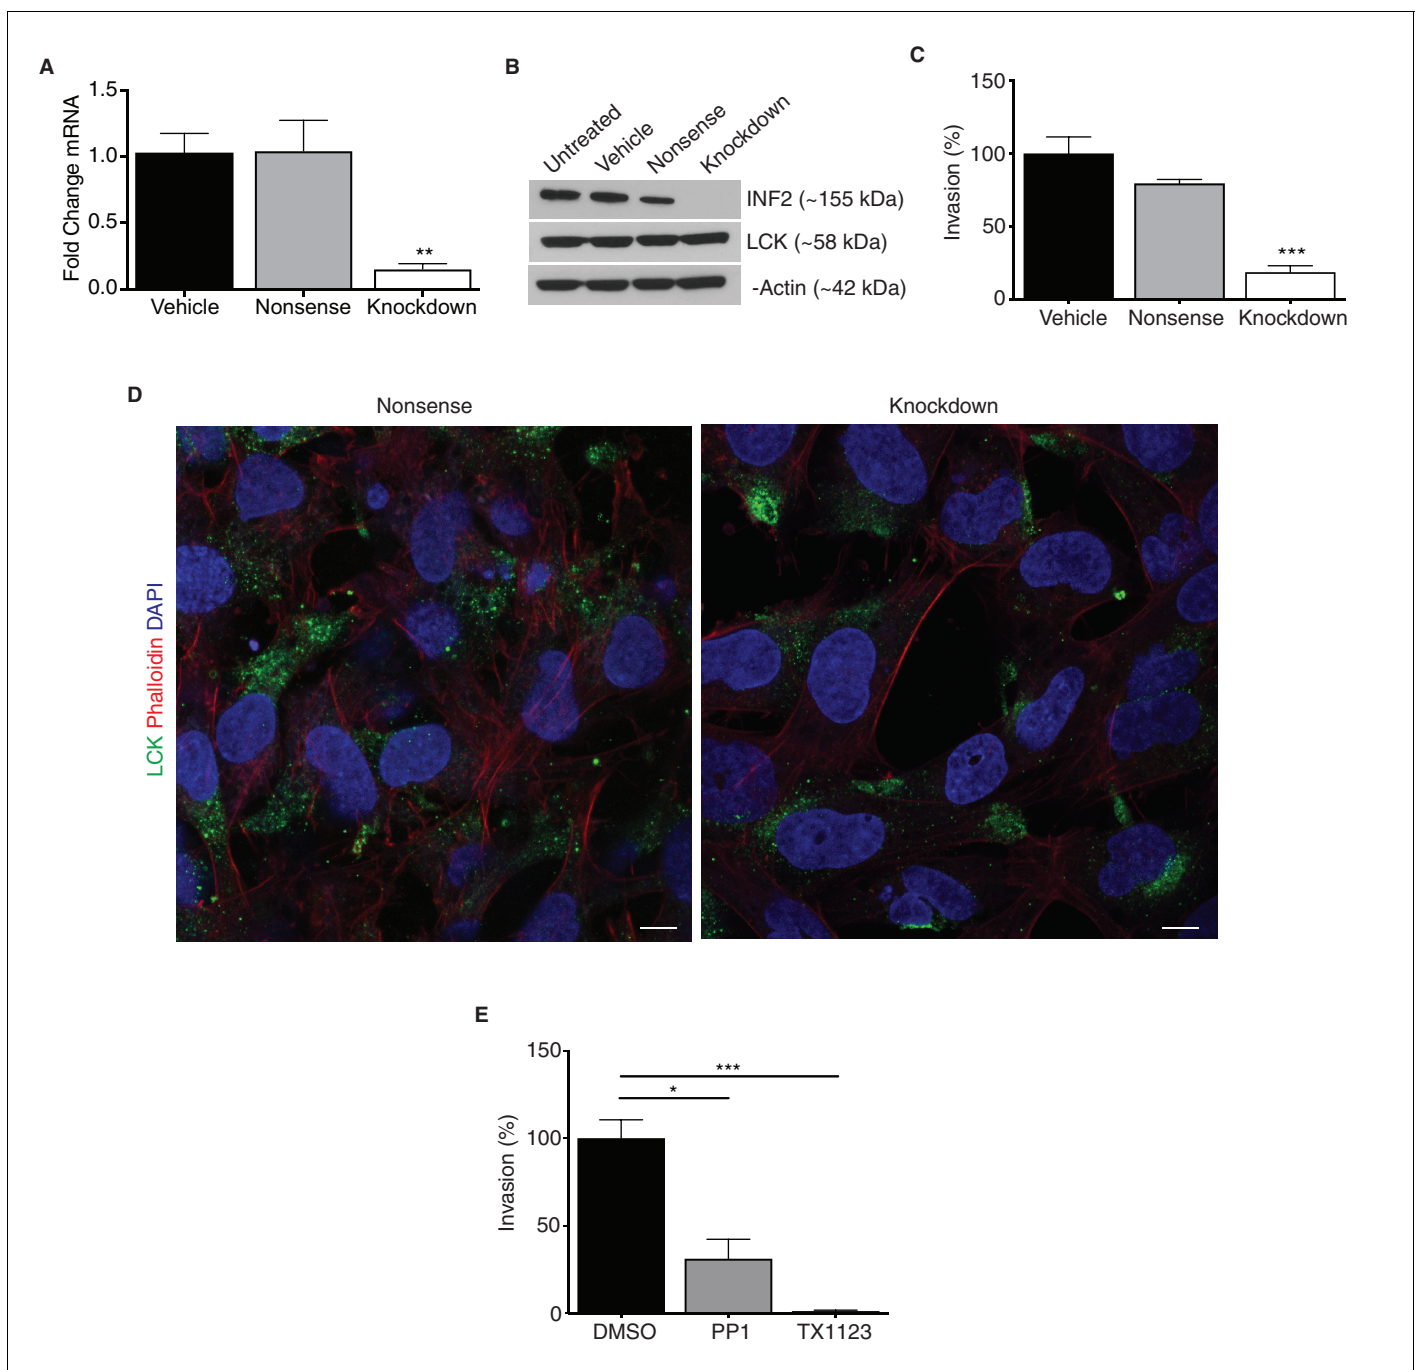 A
Fold Change mRNA
1.5
1.0
0.5
0.0
**
Vehicle Nonsense Knockdown
B
Untreated
Vehicle
Nonsense
Knockdown
INF2 (~155 kDa)
LCK (~58 kDa)
-Actin (~42 kDa)
C
Invasion (%)
150
100
50
0
***
Vehicle Nonsense Knockdown
D
Nonsense
Knockdown
LCK Phalloidin DAPI
E
Invasion (%)
150
100
50
0
***
*
DMSO PP1 TX1123